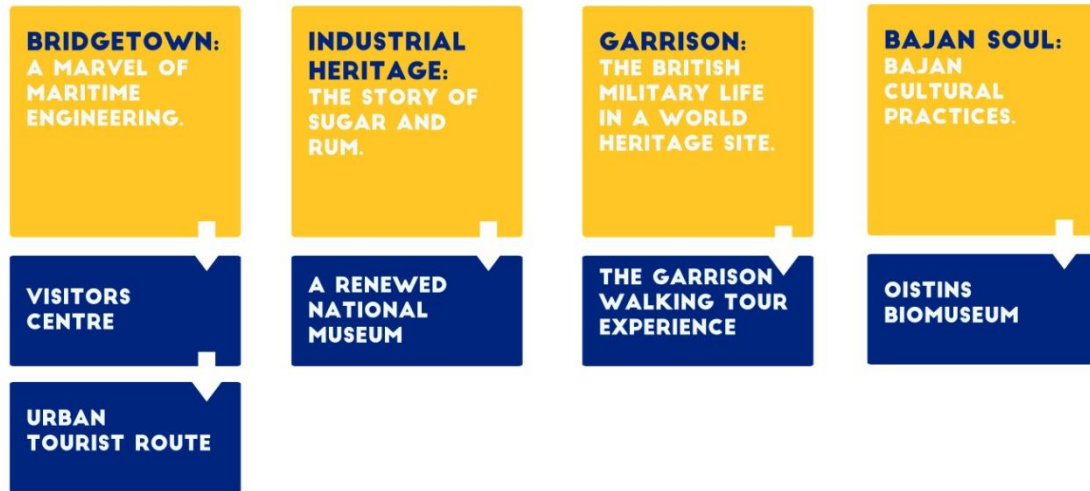 BRIDGETOWN:
A MARVEL OF
MARITIME
ENGINEERING.
VISITORS
CENTRE
URBAN
TOURIST ROUTE
INDUSTRIAL
HERITAGE:
THE STORY OF
SUGAR AND
RUM.
A RENEWED
NATIONAL
MUSEUM
GARRISON:
THE BRITISH
MILITARY LIFE
IN A WORLD
HERITAGE SITE.
THE GARRISON
WALKING TOUR
EXPERIENCE
BAJAN SOUL:
BAJAN
CULTURAL
PRACTICES.
OISTINS
BIOMUSEUM